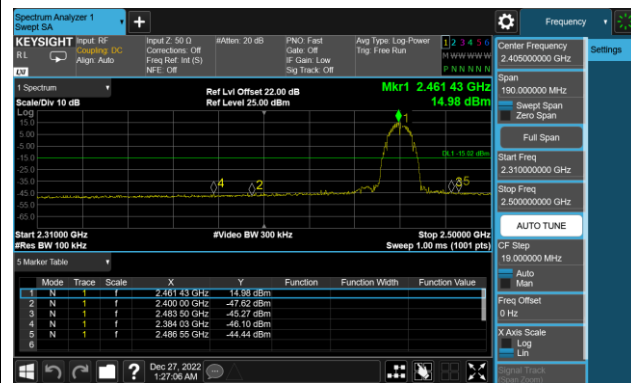 Spectrum Analyzer 1
Swept SA
+
Frequency
KEYSIGHT
RL
LXI
Input: RF
Coupling: DC
Align: Auto
Input Z: 50 Ω
Corrections: Off
Freq Ref: Int (S)
NFE: Off
#Atten: 20 dB
PNO: Fast
Gate: Off
IF Gain: Low
Sig Track: Off
Avg Type: Log-Power
Trig: Free Run
1 2 3 4 5 6
M W W W W W
P N N N N N
1 Spectrum
Scale/Div 10 dB
Ref Lvl Offset 22.00 dB
Ref Level 25.00 dBm
Mkr1 2.461 43 GHz
14.98 dBm
Log
15.0
5.00
-5.00
-15.0
-25.0
-35.0
-45.0
-55.0
-65.0
1
DL1 -15.02 dBm
4
2
3
5
Start 2.31000 GHz
#Res BW 100 kHz
#Video BW 300 kHz
Stop 2.50000 GHz
Sweep 1.00 ms (1001 pts)
5 Marker Table
Mode Trace Scale X Y Function Function Width Function Value
1 N 1 f 2.461 43 GHz 14.98 dBm
2 N 1 f 2.400 00 GHz -47.62 dBm
3 N 1 f 2.483 50 GHz -45.27 dBm
4 N 1 f 2.384 03 GHz -46.10 dBm
5 N 1 f 2.486 55 GHz -44.44 dBm
6
?
Dec 27, 2022
1:27:06 AM
Center Frequency
2.405000000 GHz
Settings
Span
190.000000 MHz
Swept Span
Zero Span
Full Span
Start Freq
2.310000000 GHz
Stop Freq
2.500000000 GHz
AUTO TUNE
CF Step
19.000000 MHz
Auto
Man
Freq Offset
0 Hz
X Axis Scale
Log
Lin
Signal Track
(Span Zoom)